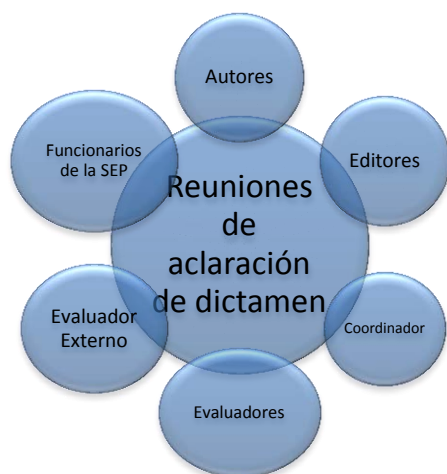 Autores
Funcionarios
de la SEP
Editores
Reuniones
de
aclaración
de dictamen
Evaluador
Externo
Coordinador
Evaluadores